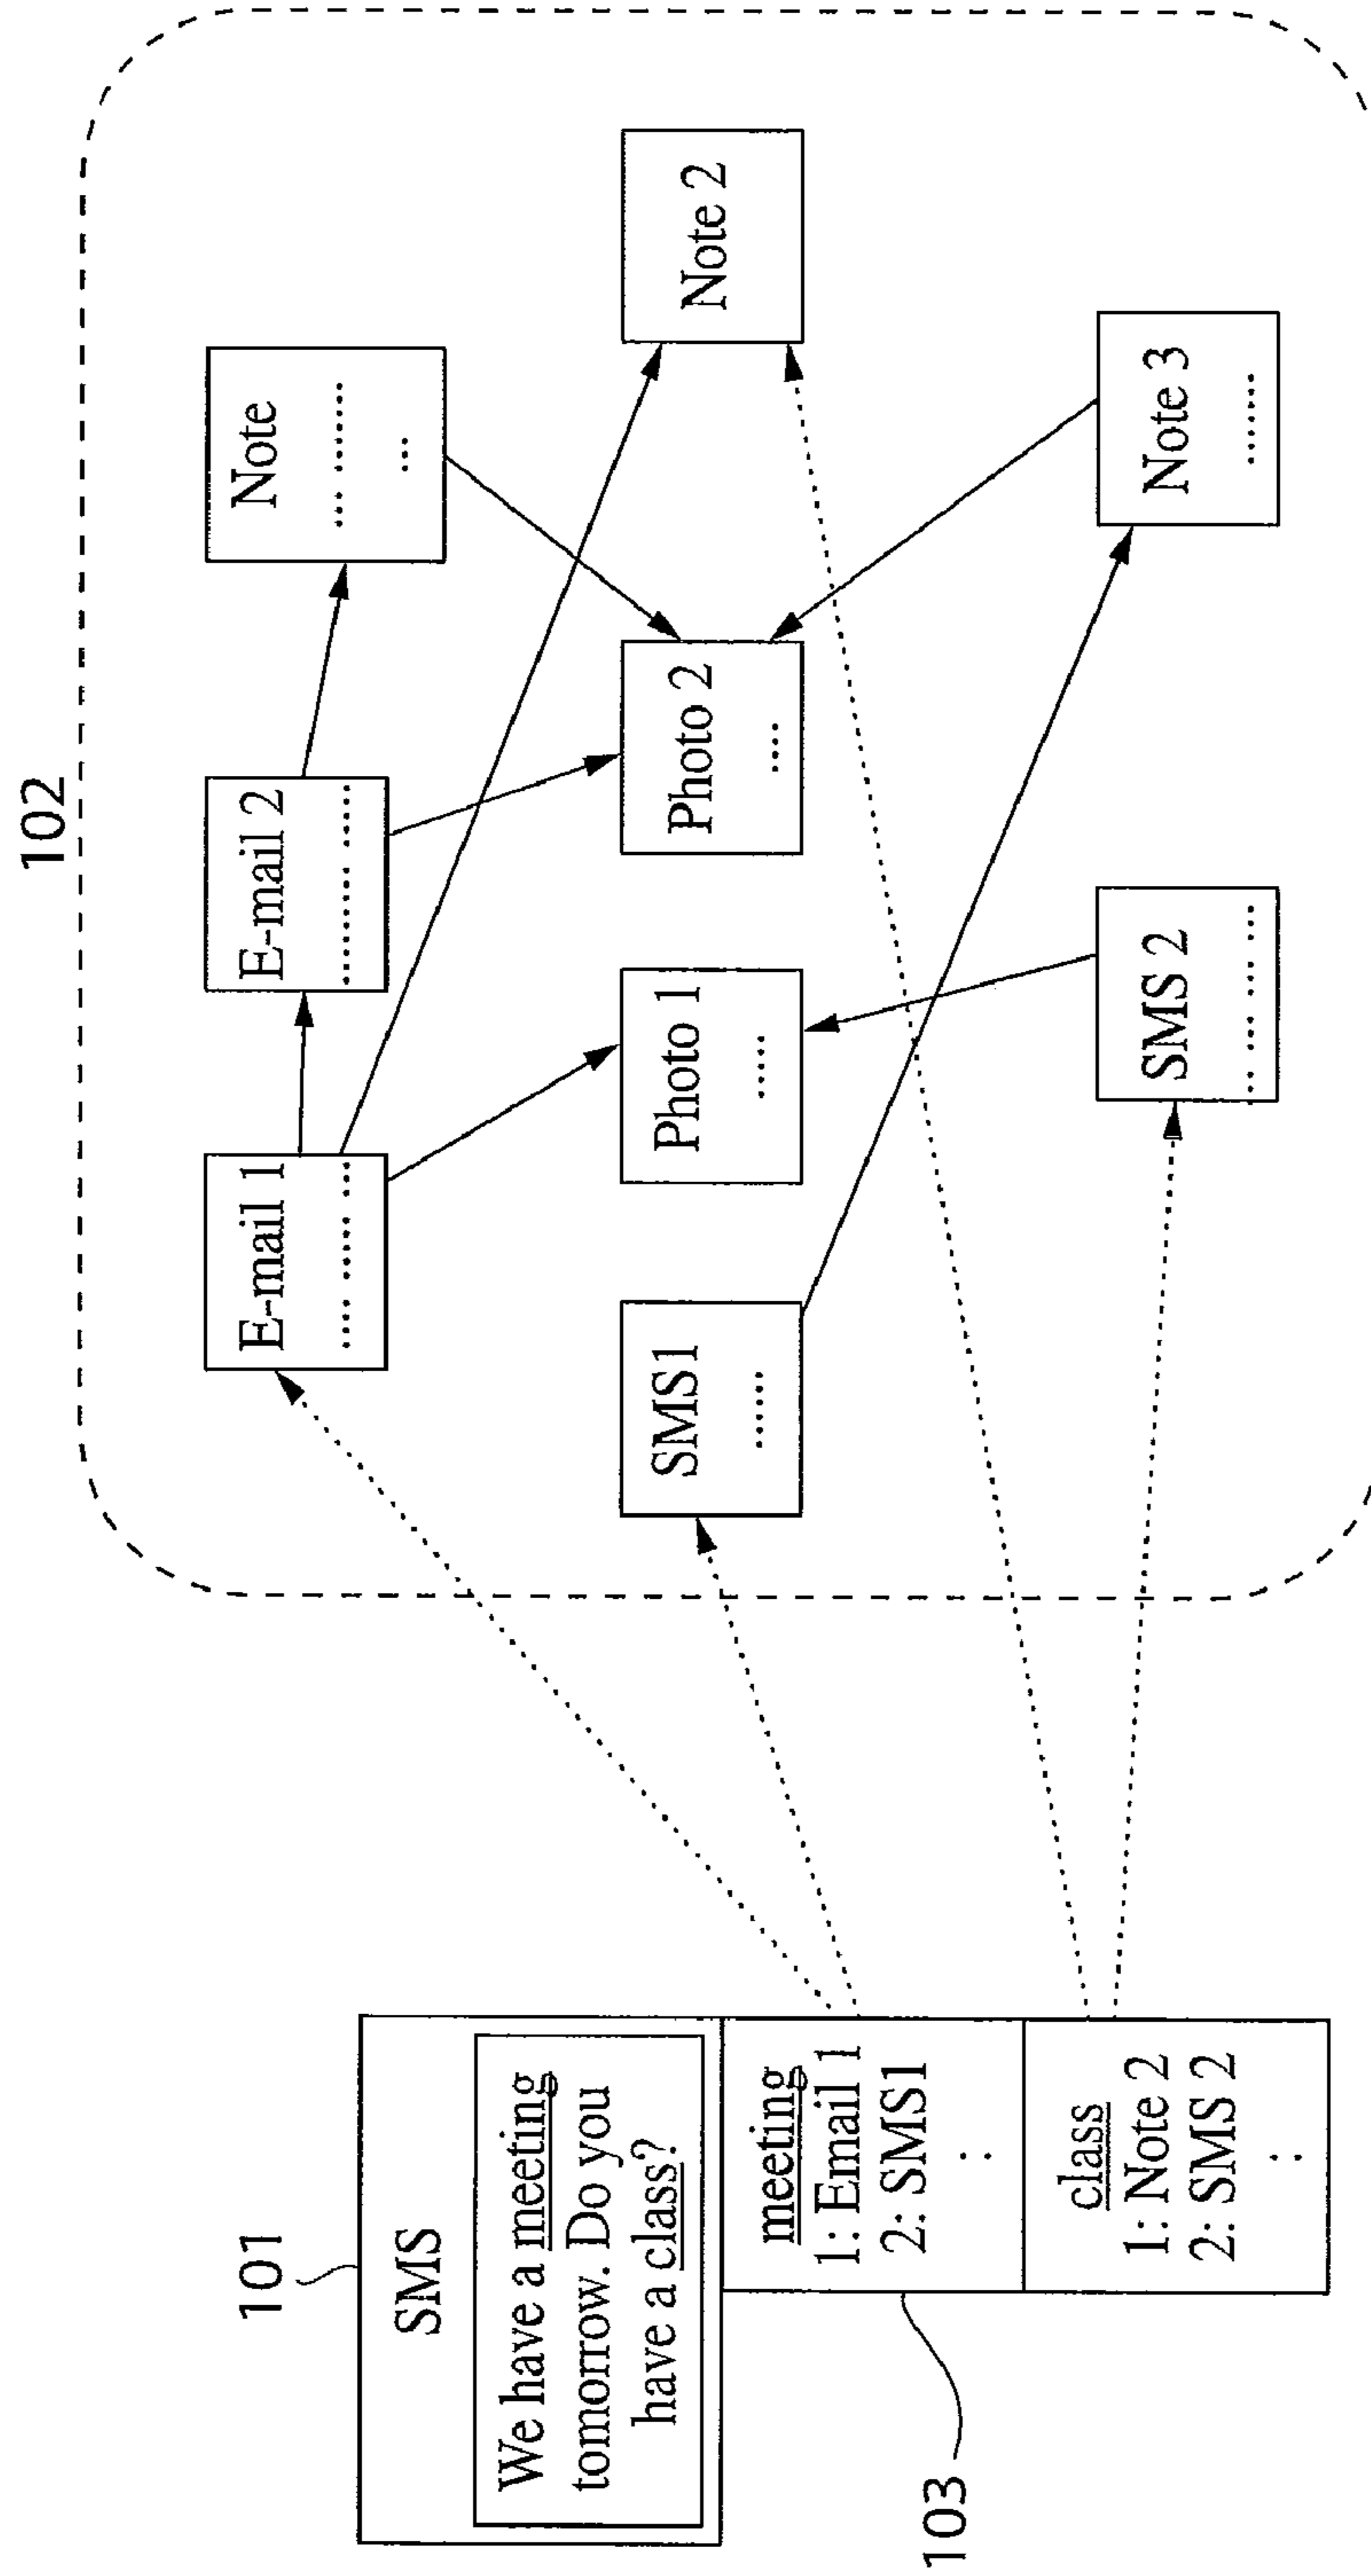 102
E-mail 1
..... ...... ...
E-mail 2
........ .......
Note
... .......
...
SMS1
......
Photo 1
.....
Photo 2
....
Note 2
SMS 2
... ... ... ...
Note 3
.......
101
SMS
We have a meeting
tomorrow. Do you
have a class?
meeting
1: Email 1
2: SMS1
:
class
1: Note 2
2: SMS 2
:
103